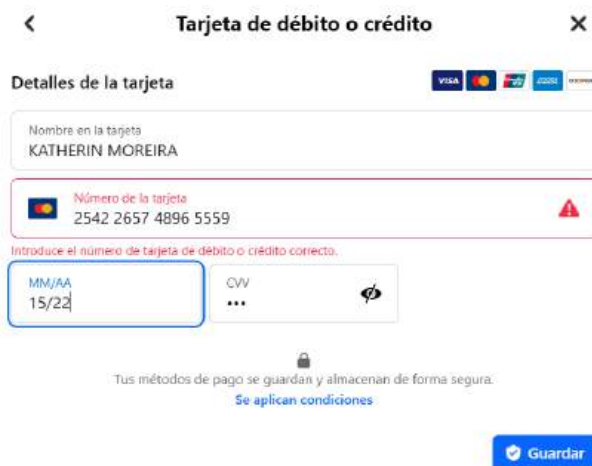 Tarjeta de débito o crédito
Detalles de la tarjeta
VISA
Nombre en la tarjeta
KATHERIN MOREIRA
Número de la tarjeta
2542 2657 4896 5559
Introduce el número de tarjeta de débito o crédito correcto.
MM/AA
15/22
CVV
•••
Tus métodos de pago se guardan y almacenan de forma segura.
Se aplican condiciones
Guardar